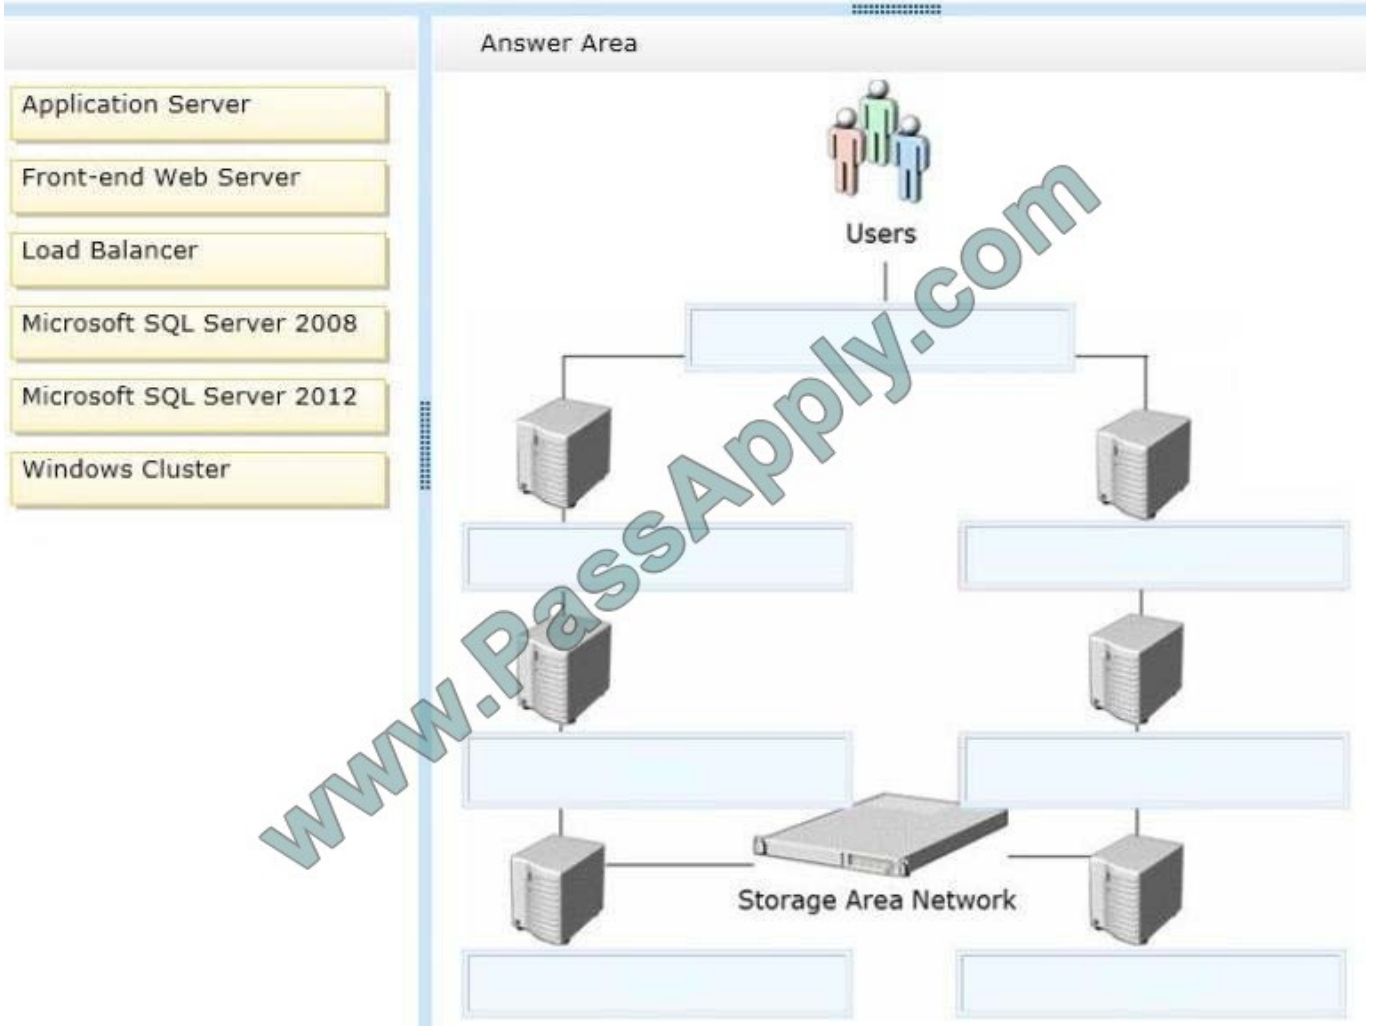 Answer Area
Application Server
Front-end Web Server
Load Balancer
Microsoft SQL Server 2008
Microsoft SQL Server 2012
Windows Cluster
Users
Storage Area Network
www.PassApply.com